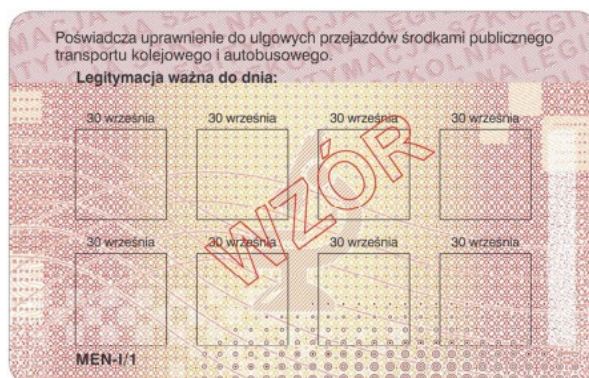 Poświadcza uprawnienie do ulgowych przejazdów środkami publicznego
transportu kolejowego i autobusowego.
Legitymacja ważna do dnia:
30 września 30 września 30 września 30 września
WZÓR
30 września 30 września 30 września 30 września
MEN-I/1